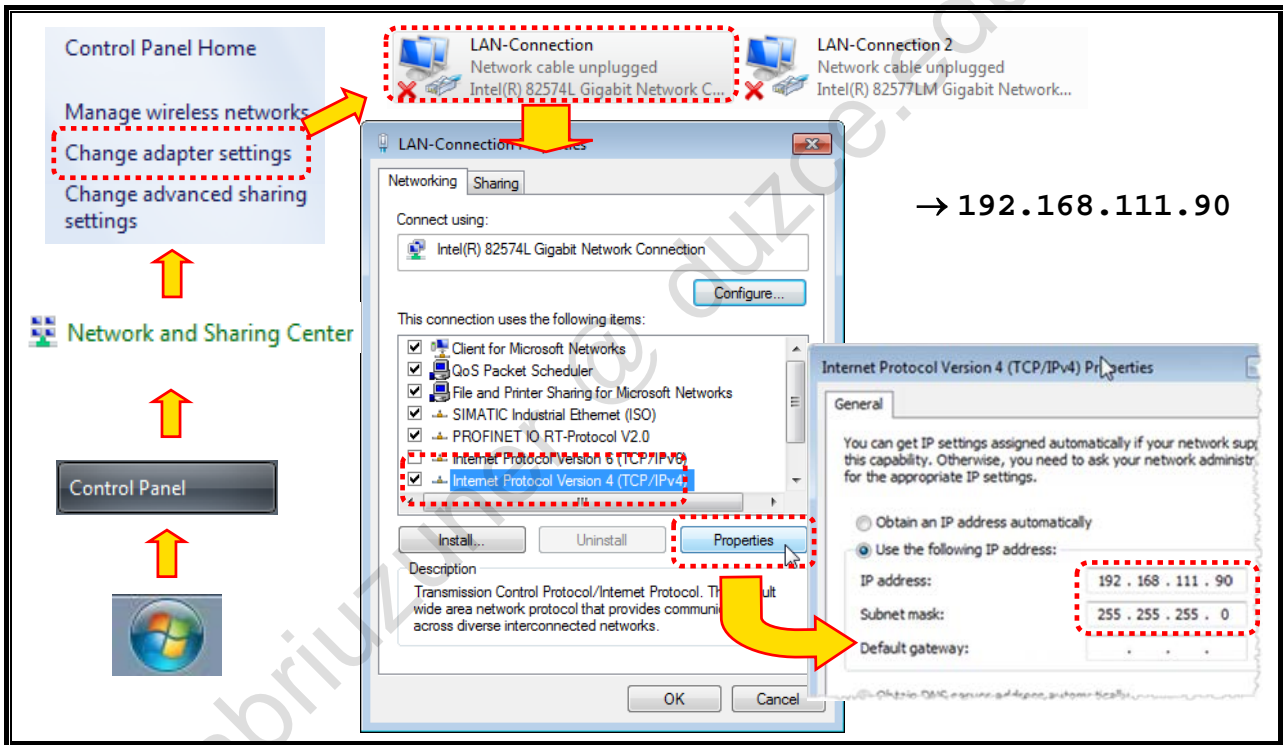 Control Panel Home
Manage wireless networks
Change adapter settings
Change advanced sharing
settings
Network and Sharing Center
Control Panel
LAN-Connection
Network cable unplugged
Intel(R) 82574L Gigabit Network C...
LAN-Connection 2
Network cable unplugged
Intel(R) 82577LM Gigabit Network...
LAN-Connection
Networking Sharing
Connect using:
Intel(R) 82574L Gigabit Network Connection
Configure...
This connection uses the following items:
Client for Microsoft Networks
QoS Packet Scheduler
File and Printer Sharing for Microsoft Networks
SIMATIC Industrial Ethernet (ISO)
PROFINET IO RT-Protocol V2.0
Internet Protocol Version 6 (TCP/IPv6)
Internet Protocol Version 4 (TCP/IPv4)
Install... Uninstall Properties
Description
Transmission Control Protocol/Internet Protocol.
wide area network protocol that provides
across diverse interconnected networks.
OK Cancel
→ 192.168.111.90
Internet Protocol Version 4 (TCP/IPv4) Properties
General
You can get IP settings assigned automatically if your network
this capability. Otherwise, you need to ask your network
for the appropriate IP settings.
Obtain an IP address automatically
Use the following IP address:
IP address: 192 . 168 . 111 . 90
Subnet mask: 255 . 255 . 255 . 0
Default gateway: . . .